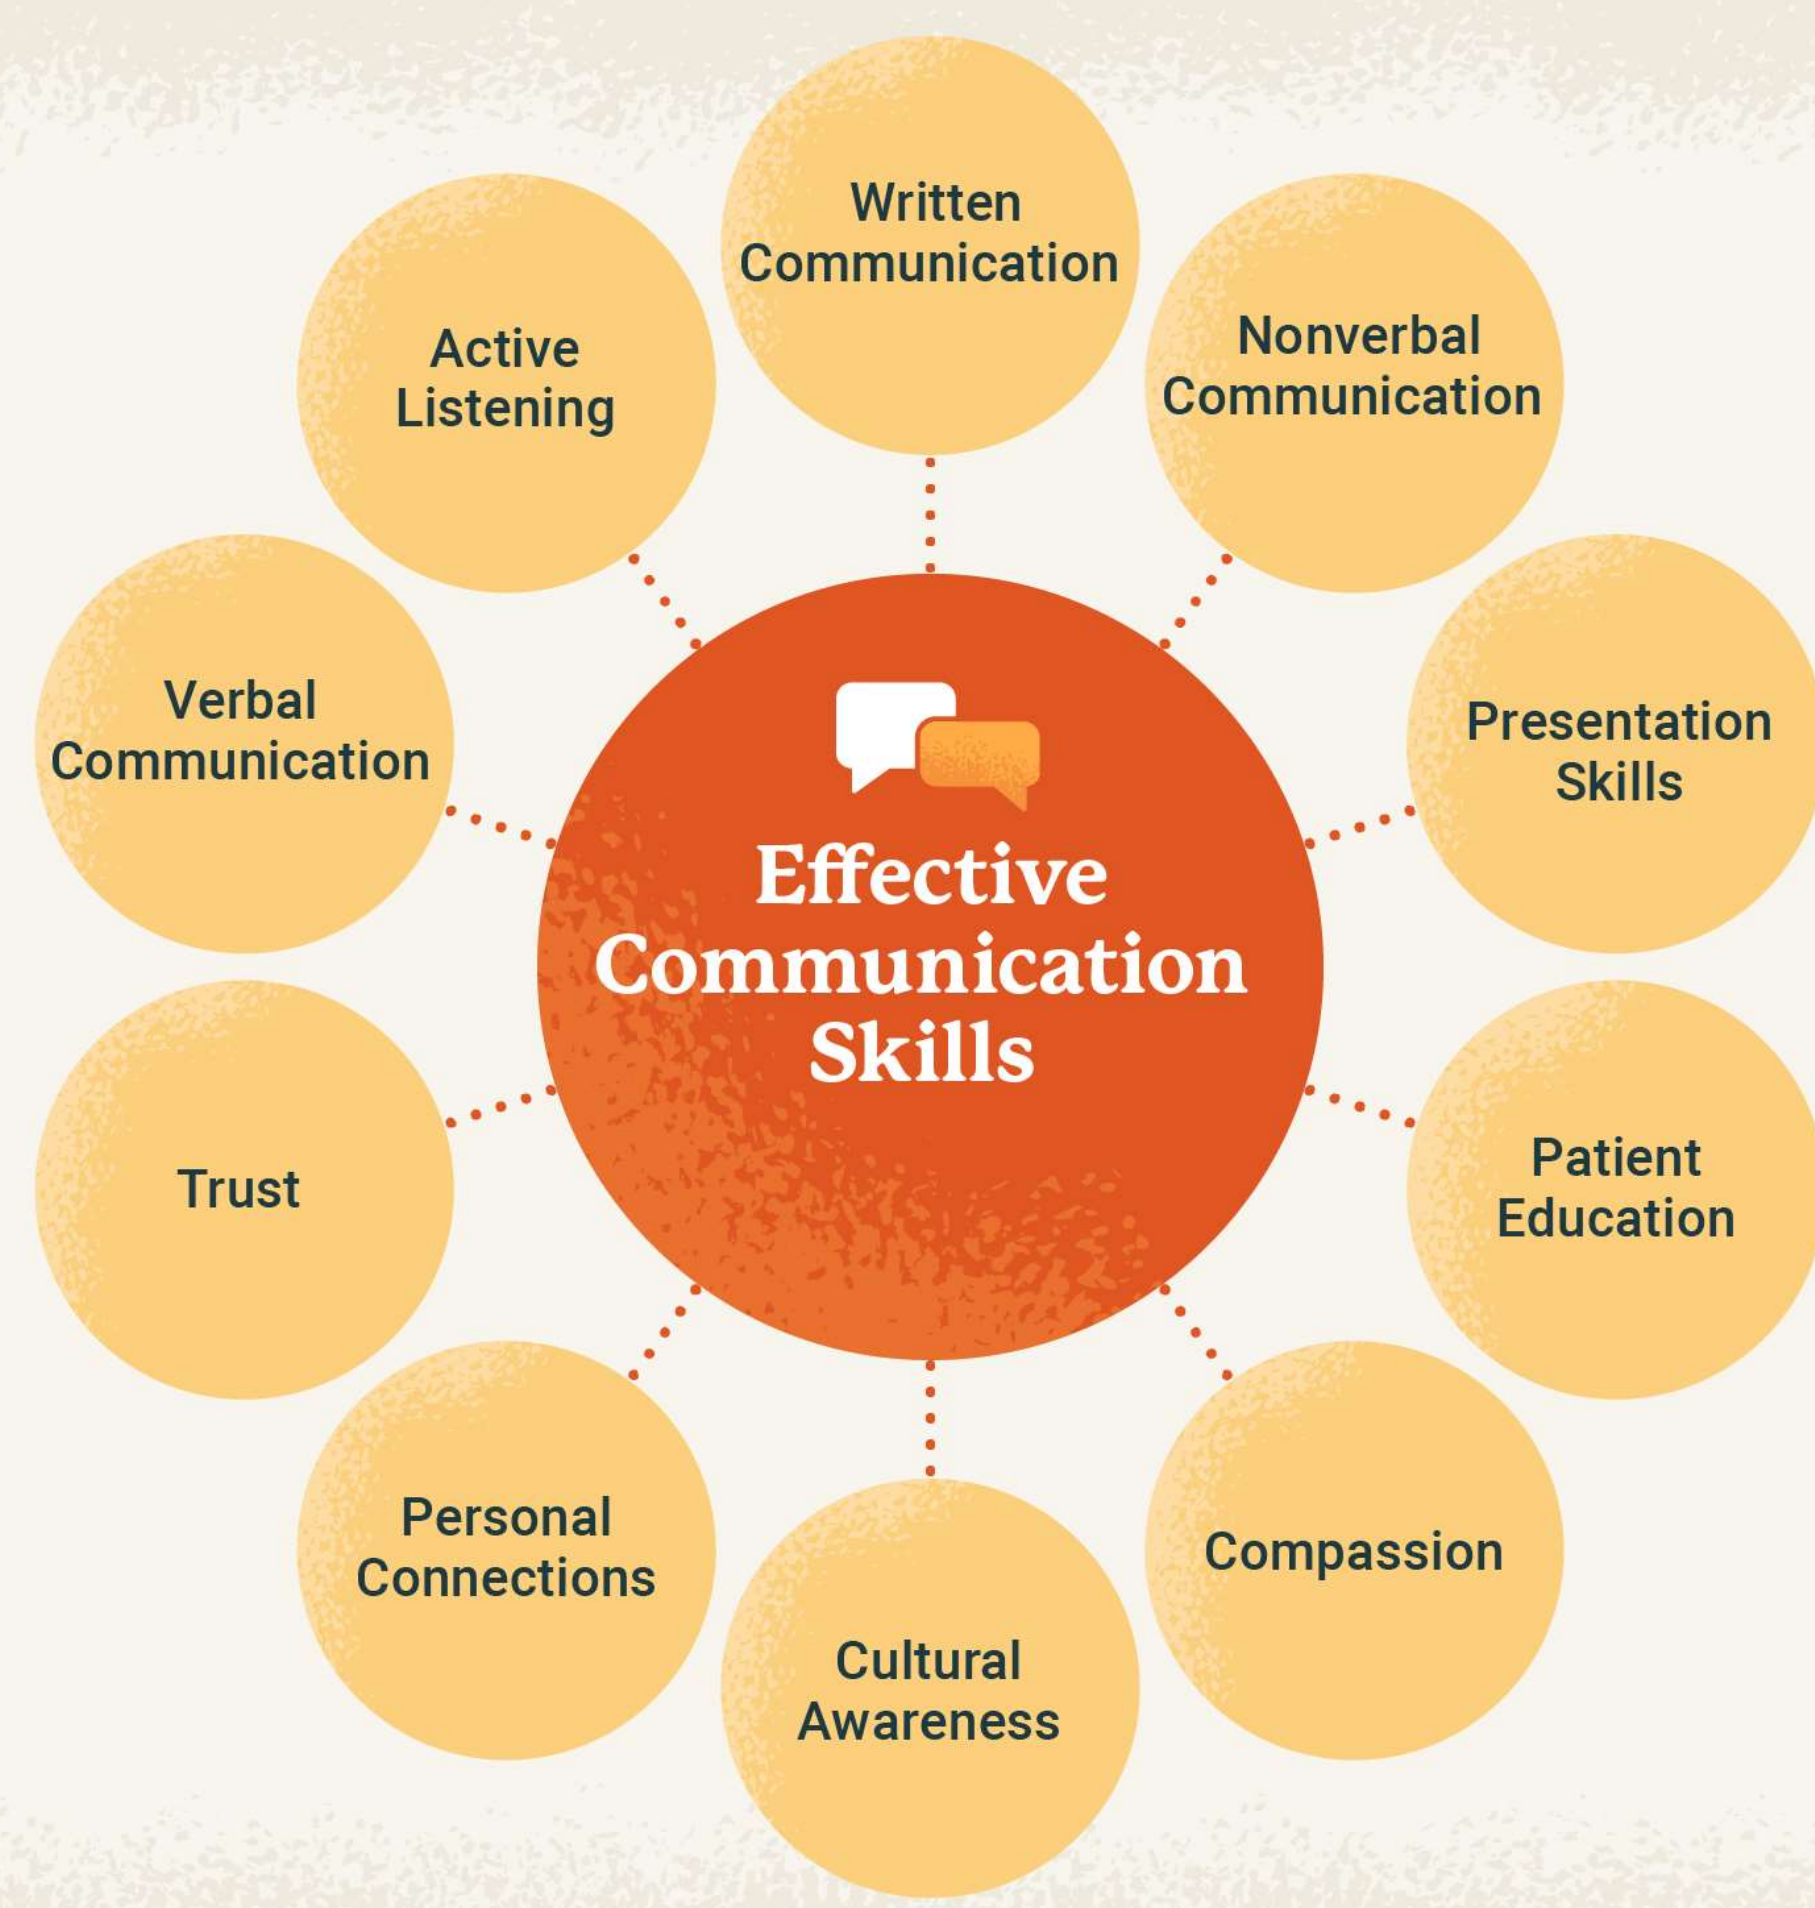 Written
Communication
Nonverbal
Communication
Presentation
Skills
Patient
Education
Compassion
Cultural
Awareness
Personal
Connections
Trust
Verbal
Communication
Active
Listening
Effective
Communication
Skills